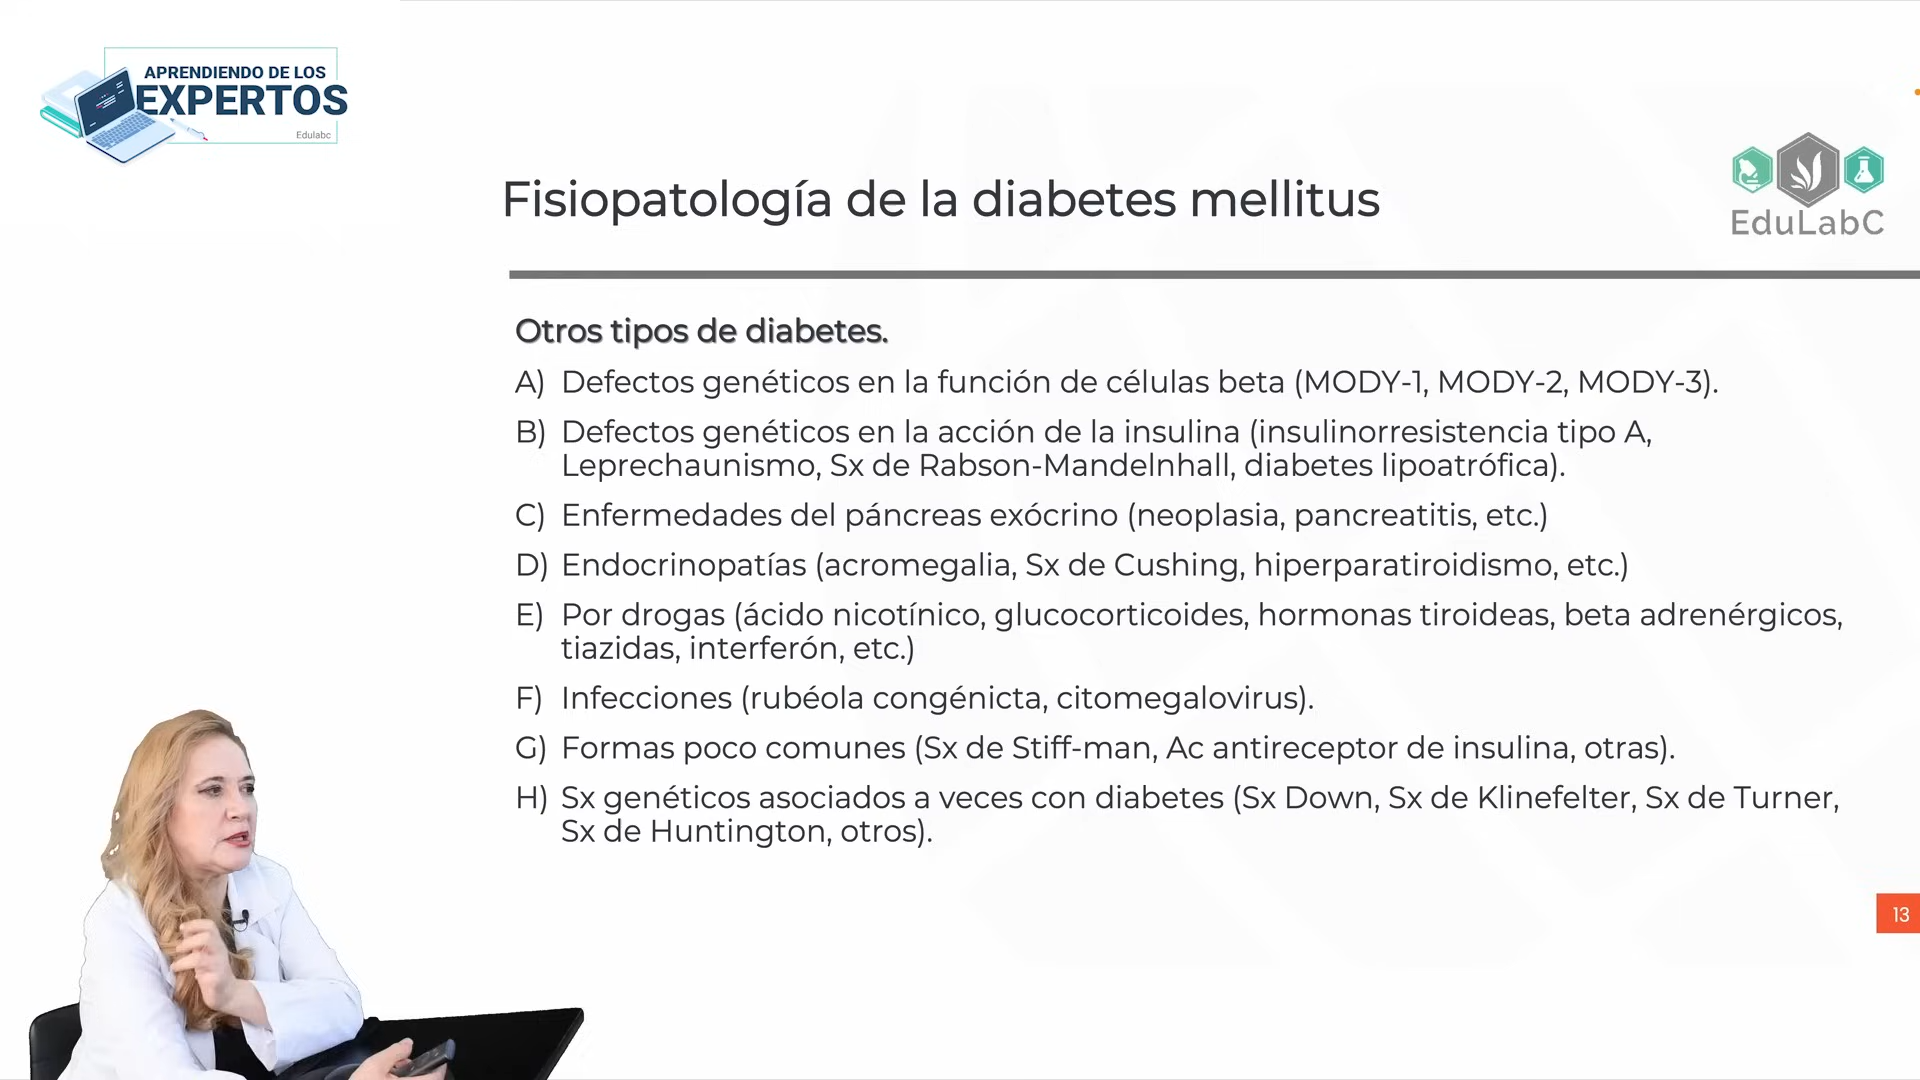 APRENDIENDO DE LOS
EXPERTOS
Edulabc
Fisiopatología de la diabetes mellitus
EduLabC
Otros tipos de diabetes.
A) Defectos genéticos en la función de células beta (MODY-1, MODY-2, MODY-3).
B) Defectos genéticos en la acción de la insulina (insulinorresistencia tipo A,
Leprechaunismo, Sx de Rabson-Mandelnhall, diabetes lipoatrófica).
C) Enfermedades del páncreas exócrino (neoplasia, pancreatitis, etc.)
D) Endocrinopatías (acromegalia, Sx de Cushing, hiperparatiroidismo, etc.)
E) Por drogas (ácido nicotínico, glucocorticoides, hormonas tiroideas, beta adrenérgicos,
tiazidas, interferón, etc.)
F) Infecciones (rubéola congénicta, citomegalovirus).
G) Formas poco comunes (Sx de Stiff-man, Ac antireceptor de insulina, otras).
H) Sx genéticos asociados a veces con diabetes (Sx Down, Sx de Klinefelter, Sx de Turner,
Sx de Huntington, otros).
13